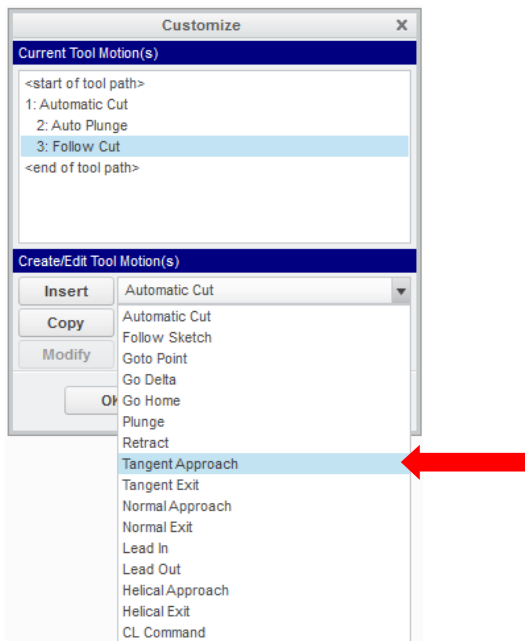 Customize
Current Tool Motion(s)
<start of tool path>
1: Automatic Cut
2: Auto Plunge
3: Follow Cut
<end of tool path>
Create/Edit Tool Motion(s)
Insert Automatic Cut
Copy
Modify
Automatic Cut
Follow Sketch
Goto Point
Go Delta
Go Home
Plunge
Retract
Tangent Approach
Tangent Exit
Normal Approach
Normal Exit
Lead In
Lead Out
Helical Approach
Helical Exit
CL Command